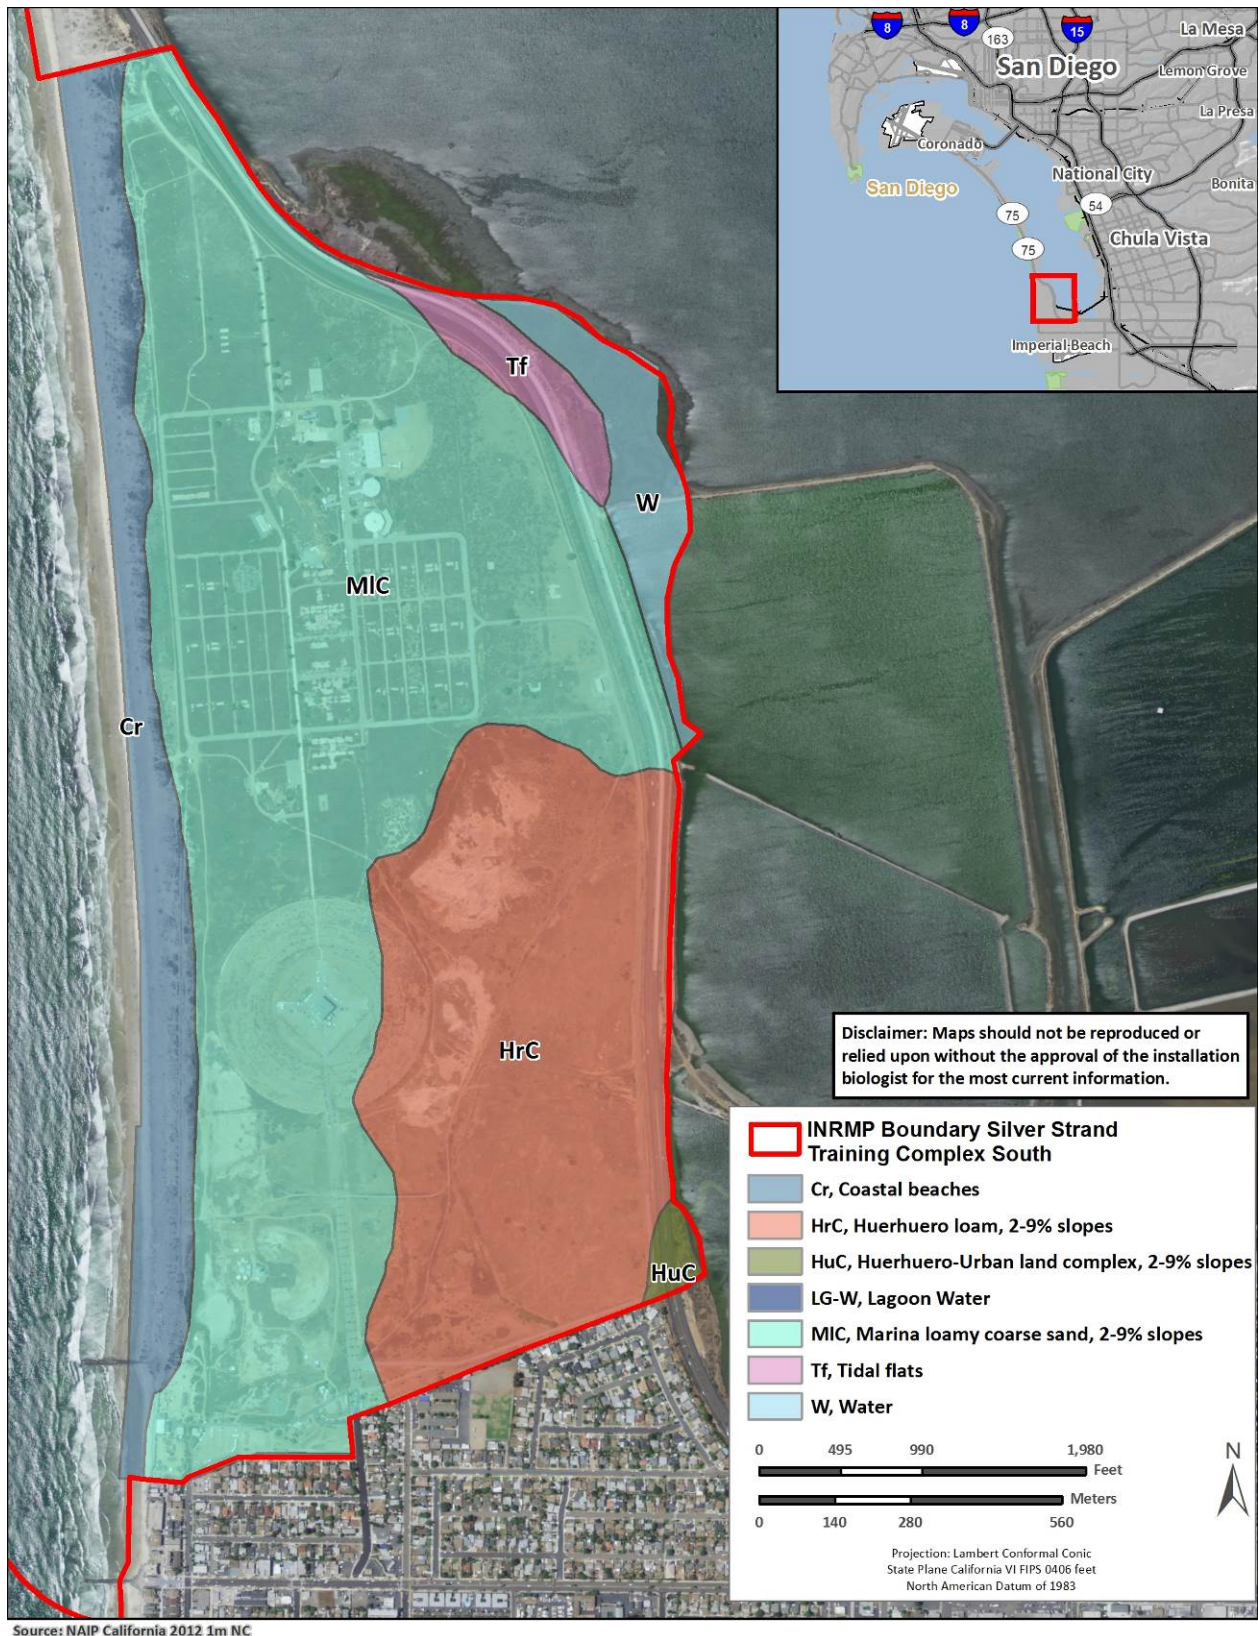 8
8
15
163
La Mesa
San Diego
Lemon Grove
La Presa
Coronado
National City
San Diego
Bonita
54
75
Chula Vista
75
Imperial Beach
Tf
W
MlC
Cr
HrC
HuC
Disclaimer: Maps should not be reproduced or
relied upon without the approval of the installation
biologist for the most current information.
INRMP Boundary Silver Strand
Training Complex South
Cr, Coastal beaches
HrC, Huerhuero loam, 2-9% slopes
HuC, Huerhuero-Urban land complex, 2-9% slopes
LG-W, Lagoon Water
MlC, Marina loamy coarse sand, 2-9% slopes
Tf, Tidal flats
W, Water
0 495 990 1,980
Feet
Meters
0 140 280 560
N
Projection: Lambert Conformal Conic
State Plane California VI FIPS 0406 feet
North American Datum of 1983
Source: NAIP California 2012 1m NC